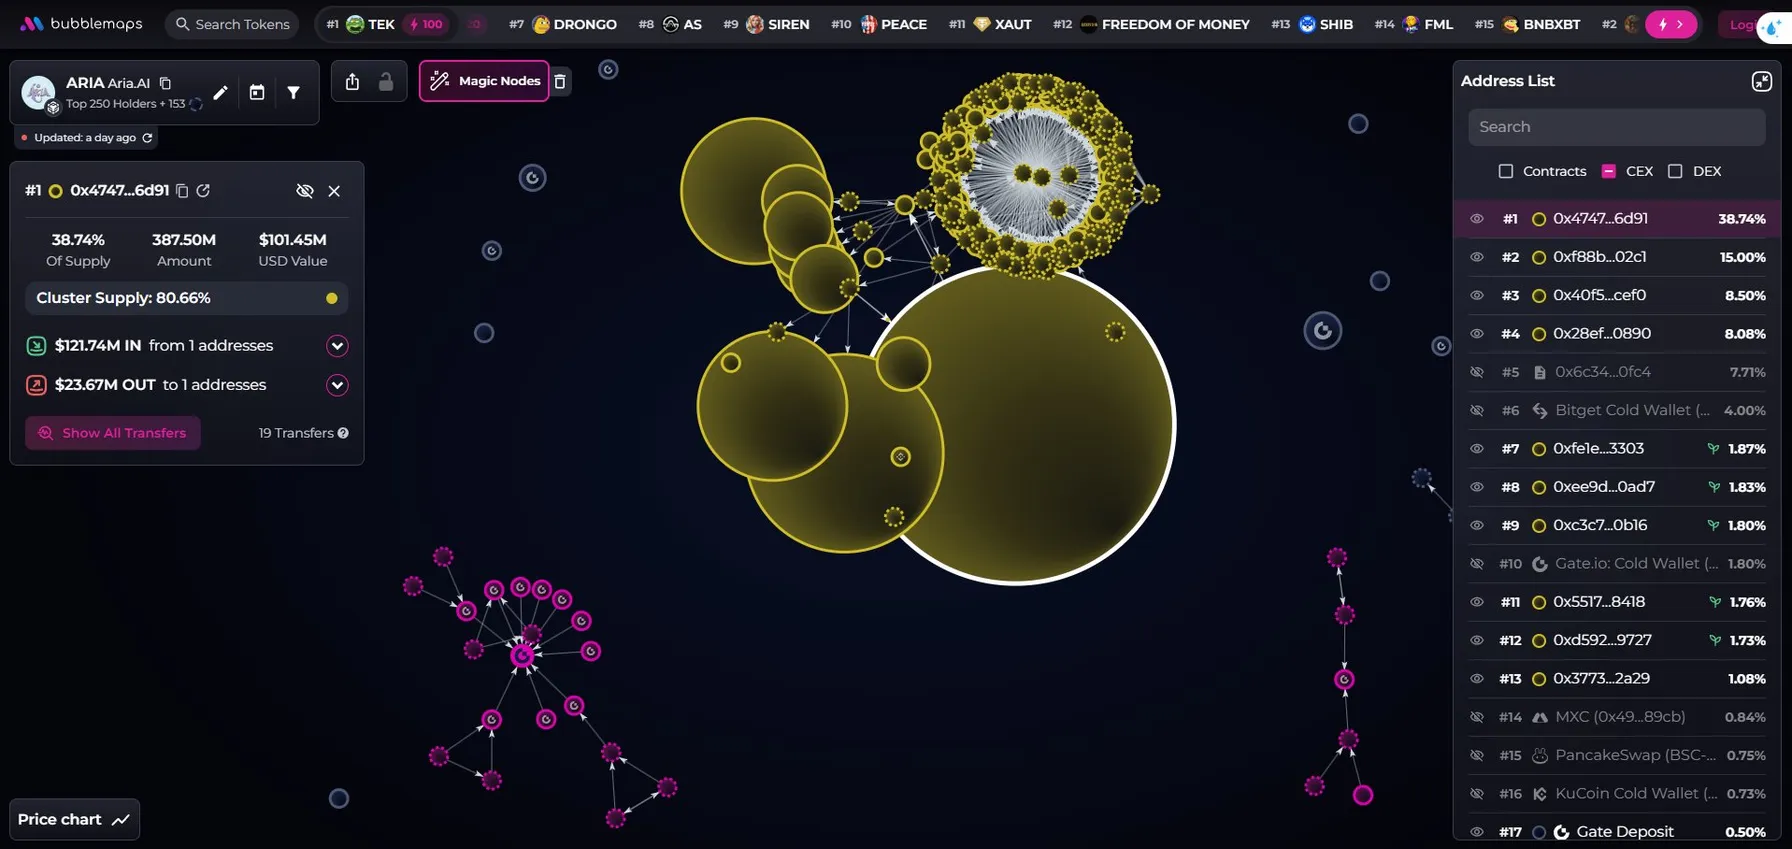 bubblemaps
Search Tokens
#1 TEK 100 20 #7 DRONGO #8 AS #9 SIREN #10 PEACE #11 XAUT #12 FREEDOM OF MONEY #13 SHIB #14 FML #15 BNBXBT #2
ARIA Aria.AI
Top 250 Holders + 153
Updated: a day ago
Magic Nodes
#1 0x4747...6d91
38.74% 387.50M $101.45M
Of Supply Amount USD Value
Cluster Supply: 80.66%
$121.74M IN from 1 addresses
$23.67M OUT to 1 addresses
Show All Transfers 19 Transfers
Price chart
Address List
Search
Contracts CEX DEX
#1 0x4747...6d91 38.74%
#2 0xf88b...02c1 15.00%
#3 0x40f5...cef0 8.50%
#4 0x28ef...0890 8.08%
#5 0x6c34...0fc4 7.71%
#6 Bitget Cold Wallet (... 4.00%
#7 0xfe1e...3303 1.87%
#8 0xee9d...0ad7 1.83%
#9 0xc3c7...0b16 1.80%
#10 Gate.io: Cold Wallet (... 1.80%
#11 0x5517...8418 1.76%
#12 0xd592...9727 1.73%
#13 0x3773...2a29 1.08%
#14 MXC (0x49...89cb) 0.84%
#15 PancakeSwap (BSC-... 0.75%
#16 KuCoin Cold Wallet (... 0.73%
#17 Gate Deposit 0.50%